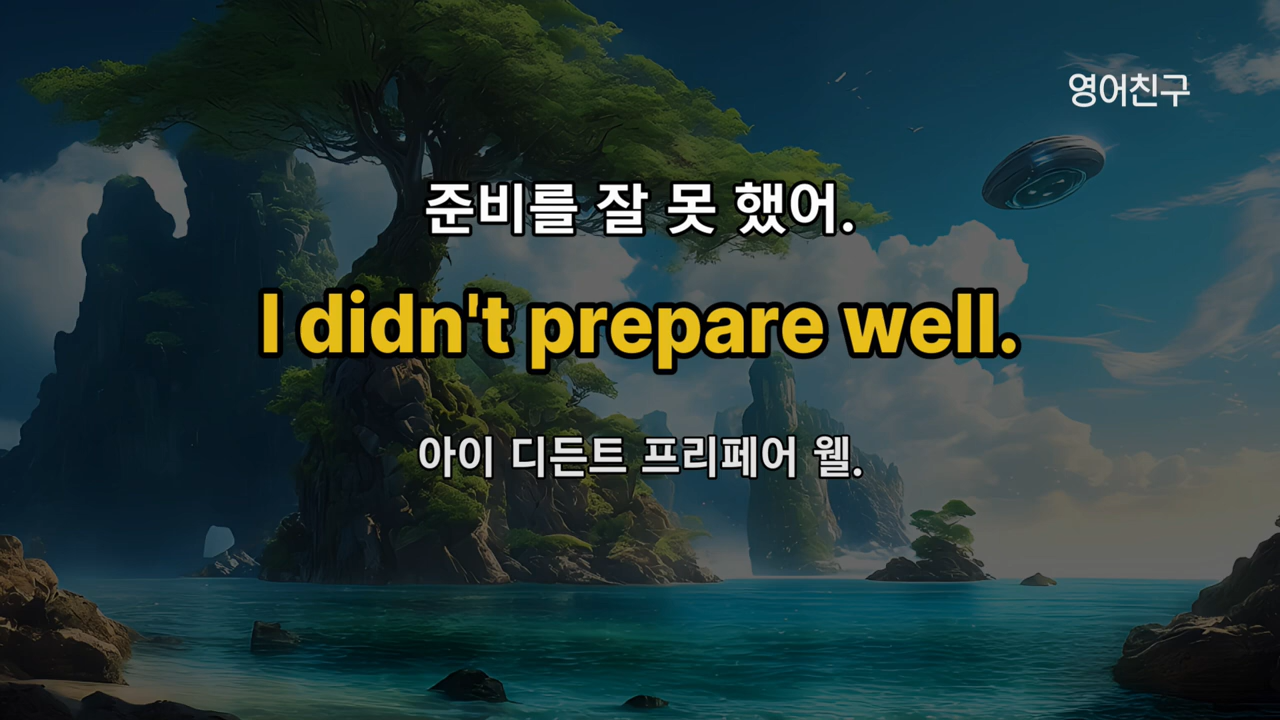 영어친구
준비를 잘 못 했어.
I didn't prepare well.
아이 디든트 프리페어 웰.